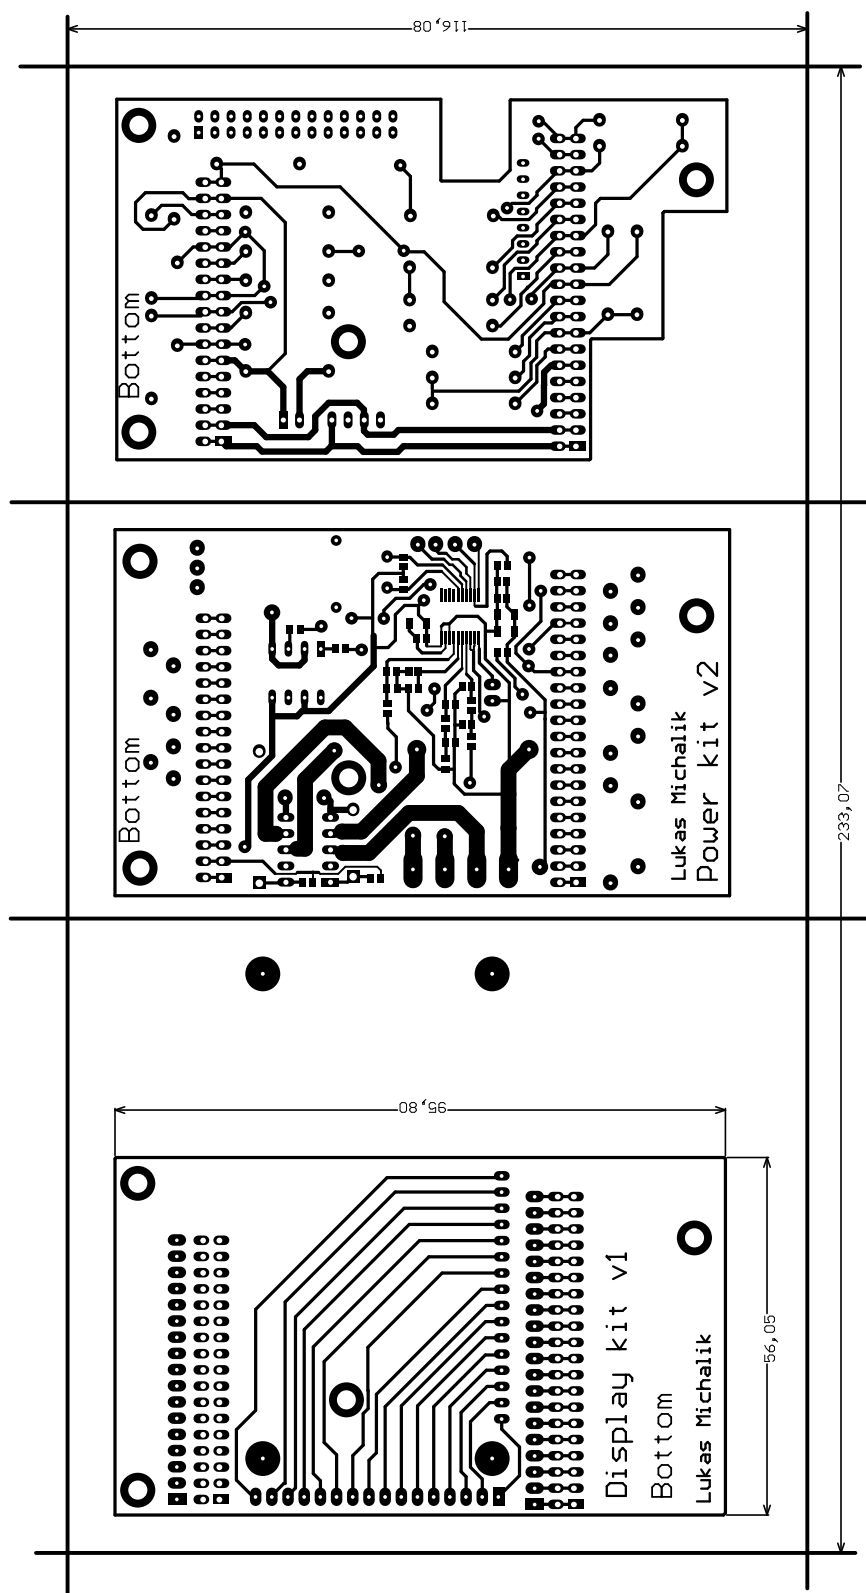 116,08
Bottom
233,07
Bottom
Lukas Michalik
Power kit v2
95,80
56,05
Display kit v1
Bottom
Lukas Michalik